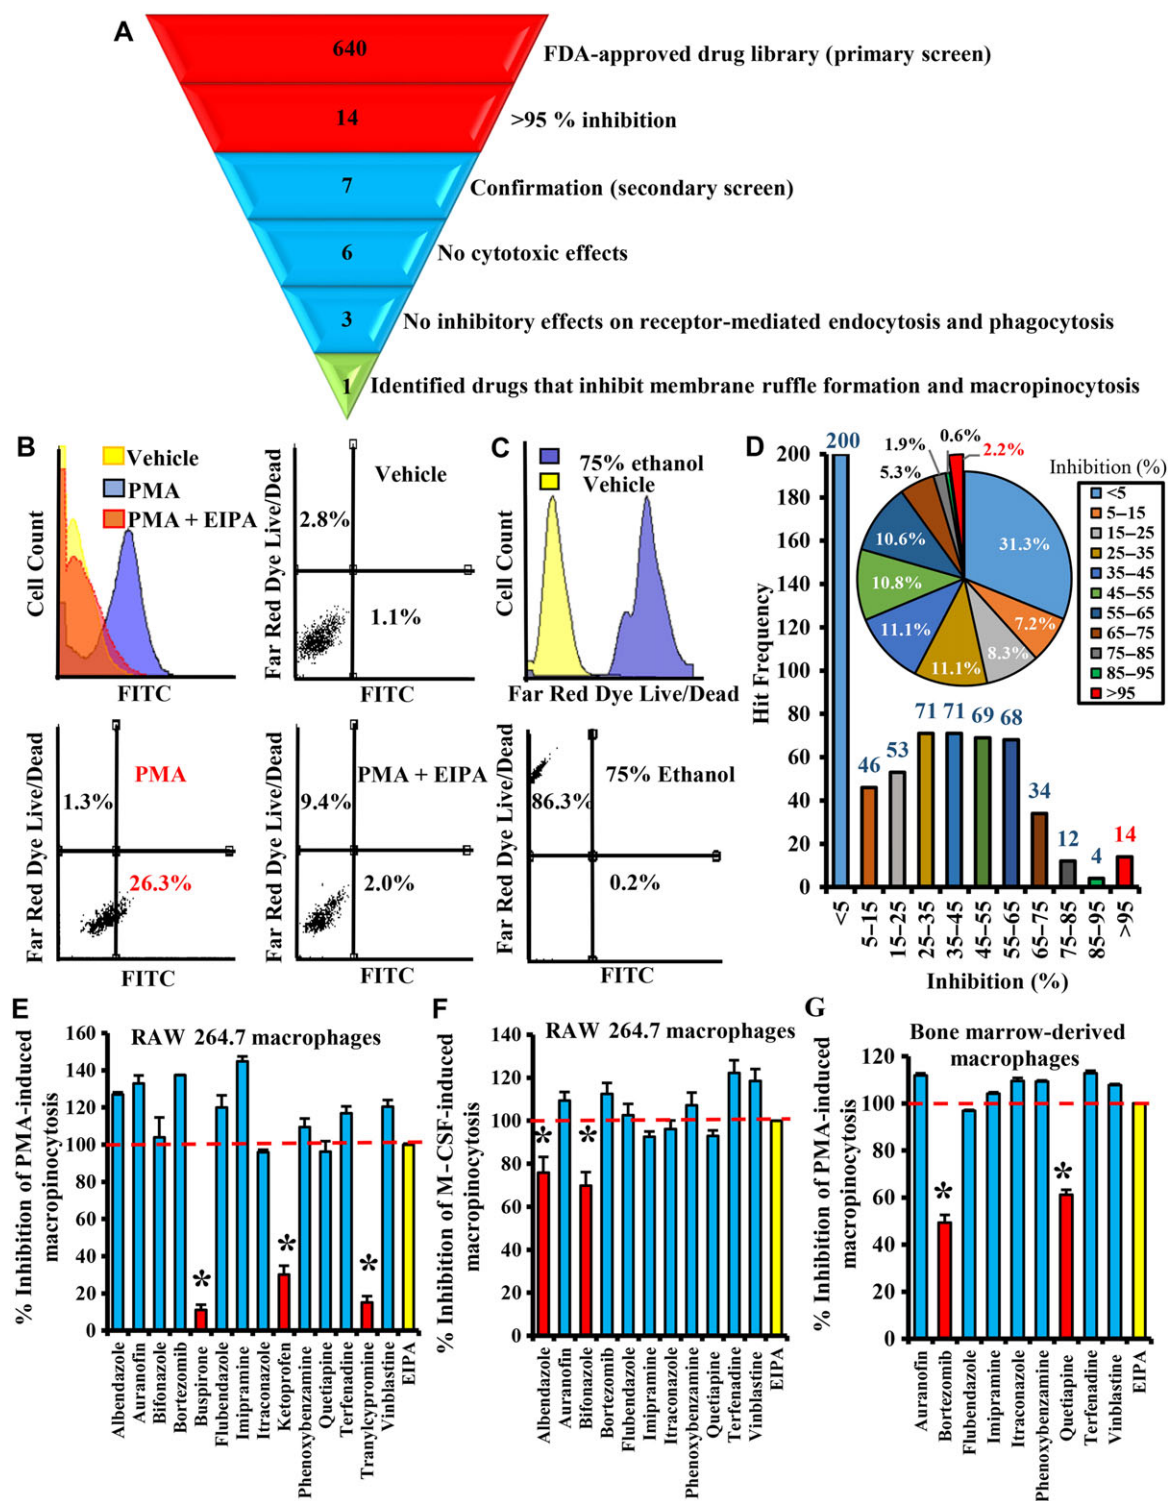 A
640
FDA-approved drug library (primary screen)
14
>95 % inhibition
7
Confirmation (secondary screen)
6
No cytotoxic effects
3
No inhibitory effects on receptor-mediated endocytosis and phagocytosis
1
Identified drugs that inhibit membrane ruffle formation and macropinocytosis
B
Vehicle
PMA
PMA + EIPA
Cell Count
FITC
Vehicle
2.8%
1.1%
Far Red Dye Live/Dead
FITC
PMA
1.3%
26.3%
Far Red Dye Live/Dead
FITC
PMA + EIPA
9.4%
2.0%
Far Red Dye Live/Dead
FITC
C
75% ethanol
Vehicle
Cell Count
Far Red Dye Live/Dead
75% Ethanol
86.3%
0.2%
Far Red Dye Live/Dead
FITC
D
Hit Frequency
200
180
160
140
120
100
80
60
40
20
0
200
46
53
71
71
69
68
34
12
4
14
<5
5–15
15–25
25–35
35–45
45–55
55–65
65–75
75–85
85–95
>95
Inhibition (%)
31.3%
7.2%
8.3%
11.1%
11.1%
10.8%
10.6%
5.3%
1.9%
0.6%
2.2%
Inhibition (%)
<5
5–15
15–25
25–35
35–45
45–55
55–65
65–75
75–85
85–95
>95
E
RAW 264.7 macrophages
% Inhibition of PMA-induced
macropinocytosis
160
140
120
100
80
60
40
20
0
*
*
*
Albendazole
Auranofin
Bifonazole
Bortezomib
Buspirone
Flubendazole
Imipramine
Itraconazole
Ketoprofen
Phenoxybenzamine
Quetiapine
Terfenadine
Tranylcypromine
Vinblastine
EIPA
F
RAW 264.7 macrophages
% Inhibition of M–CSF-induced
macropinocytosis
140
120
100
80
60
40
20
0
*
*
Albendazole
Auranofin
Bifonazole
Bortezomib
Flubendazole
Imipramine
Itraconazole
Phenoxybenzamine
Quetiapine
Terfenadine
Vinblastine
EIPA
G
Bone marrow-derived
macrophages
% Inhibition of PMA-induced
macropinocytosis
120
100
80
60
40
20
0
*
*
Auranofin
Bortezomib
Flubendazole
Imipramine
Itraconazole
Phenoxybenzamine
Quetiapine
Terfenadine
Vinblastine
EIPA